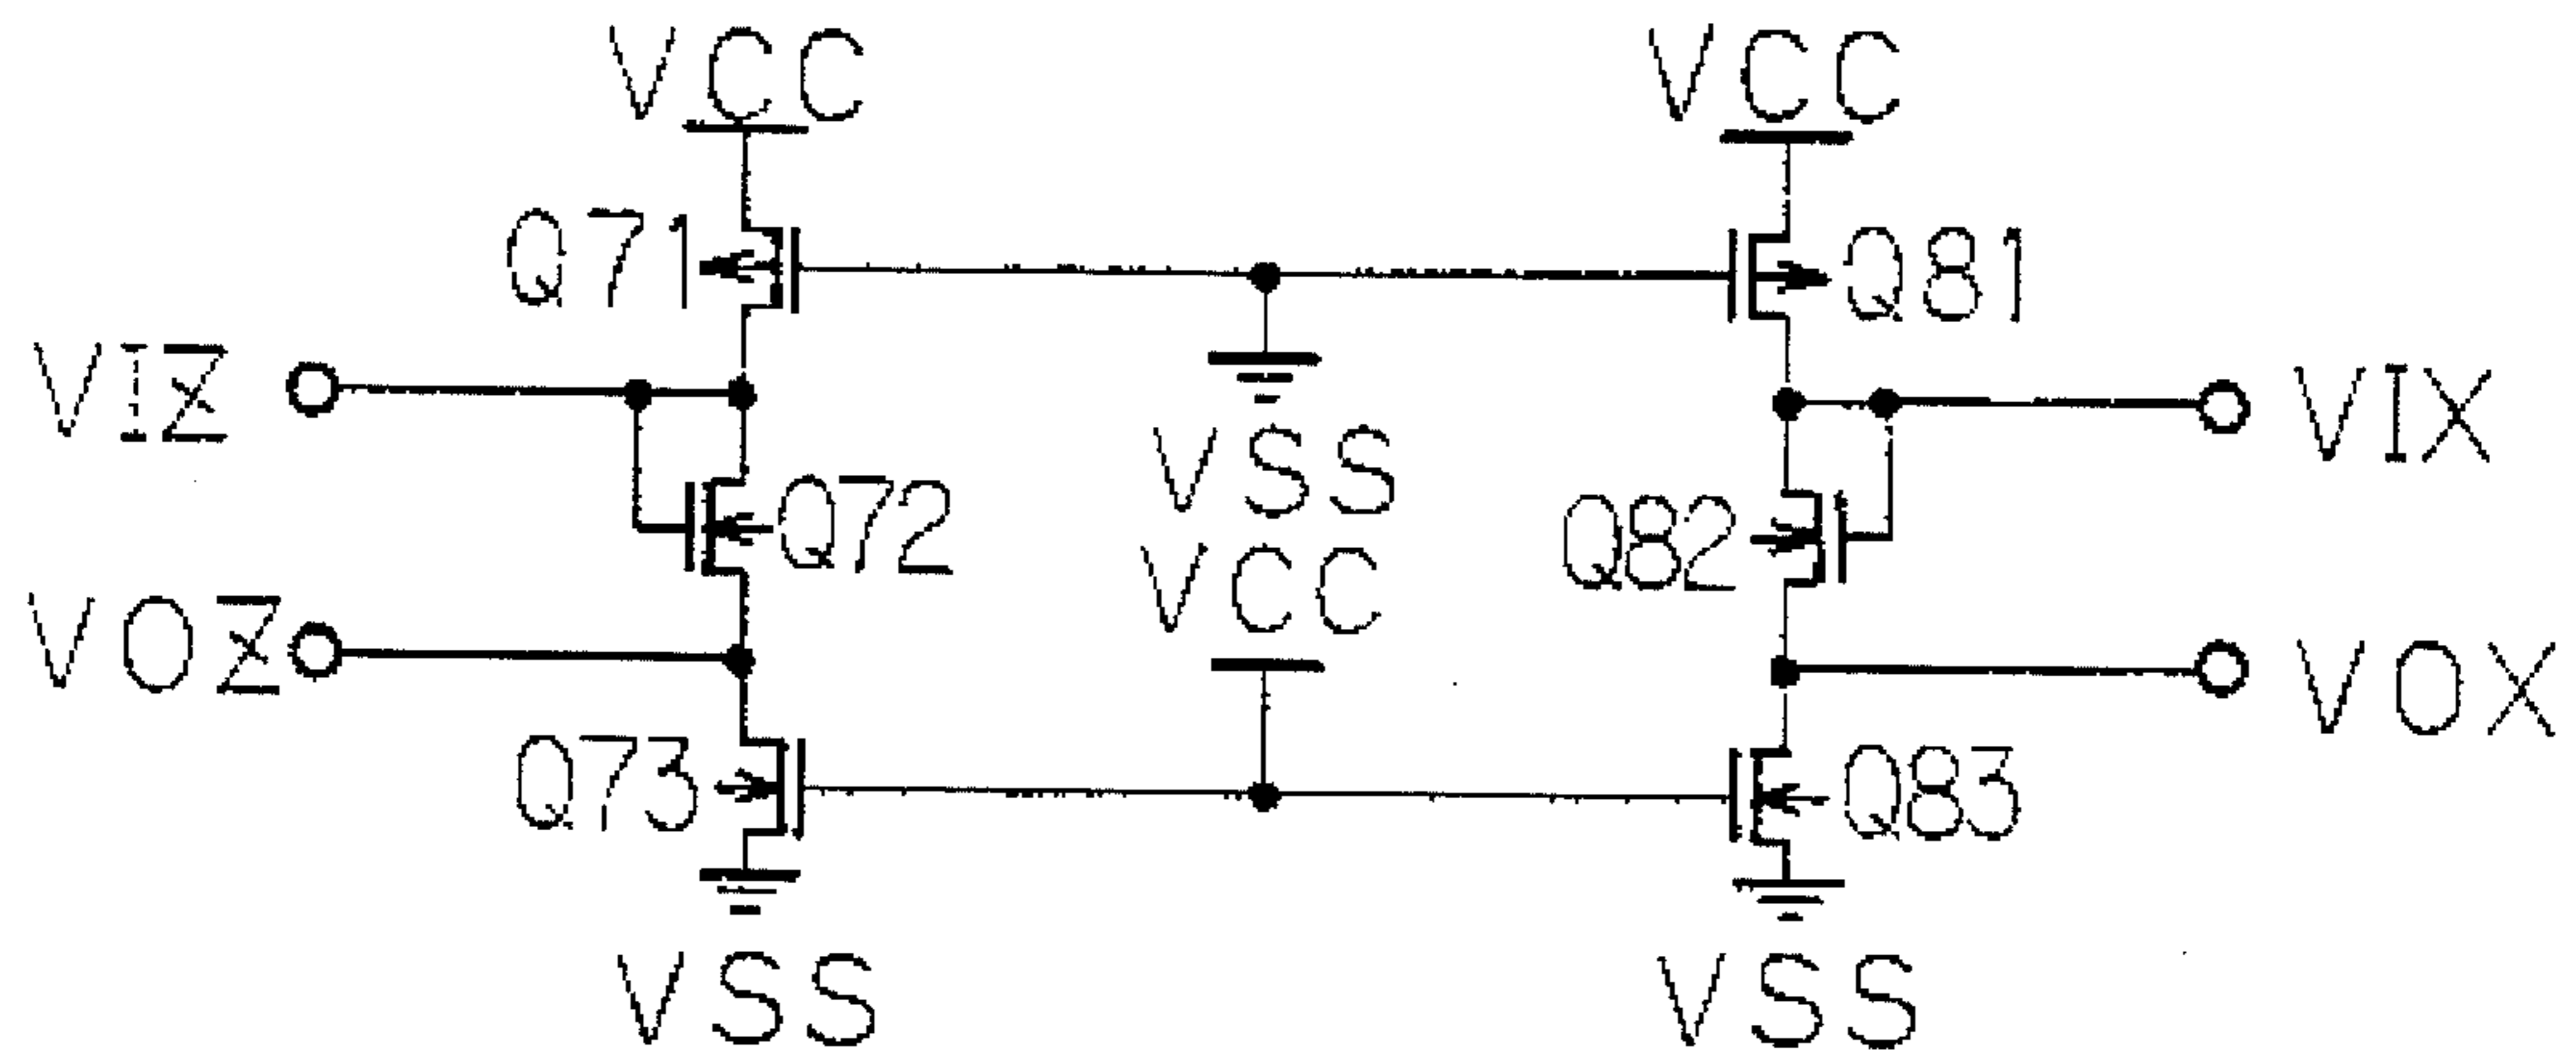 VCC VCC
Q71 Q81
VIZ VIX
VSS
Q72 Q82
VCC
VOZ VOX
Q73 Q83
VSS VSS